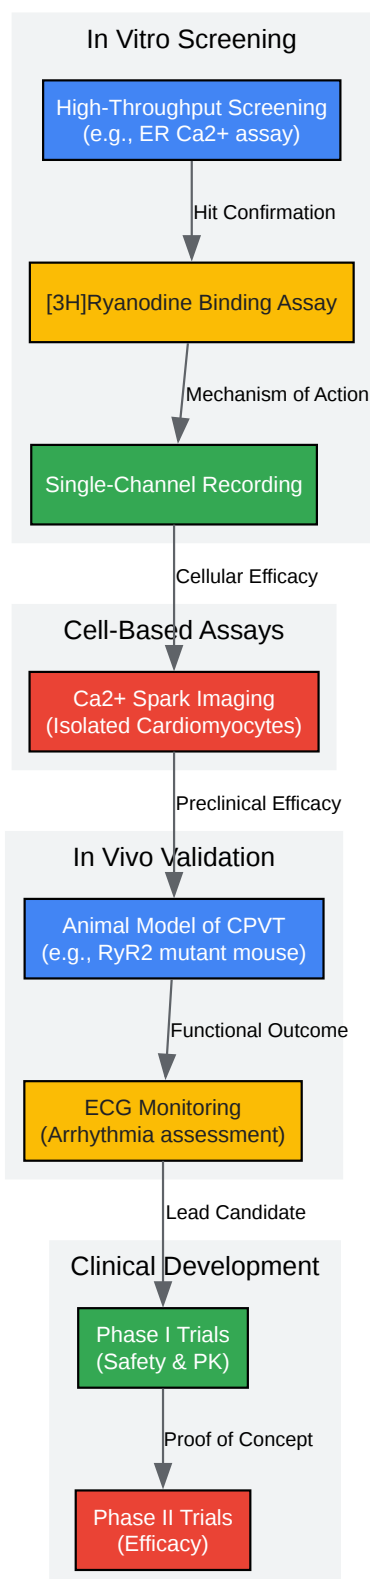 In Vitro Screening
High-Throughput Screening
(e.g., ER Ca2+ assay)
Hit Confirmation
[3H]Ryanodine Binding Assay
Mechanism of Action
Single-Channel Recording
Cellular Efficacy
Cell-Based Assays
Ca2+ Spark Imaging
(Isolated Cardiomyocytes)
Preclinical Efficacy
In Vivo Validation
Animal Model of CPVT
(e.g., RyR2 mutant mouse)
Functional Outcome
ECG Monitoring
(Arrhythmia assessment)
Lead Candidate
Clinical Development
Phase I Trials
(Safety & PK)
Proof of Concept
Phase II Trials
(Efficacy)